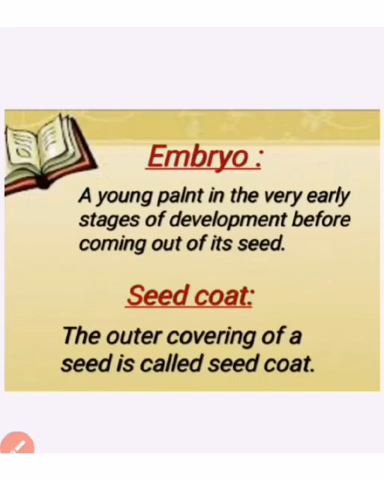 Embryo :
A young palnt in the very early
stages of development before
coming out of its seed.
Seed coat:
The outer covering of a
seed is called seed coat.